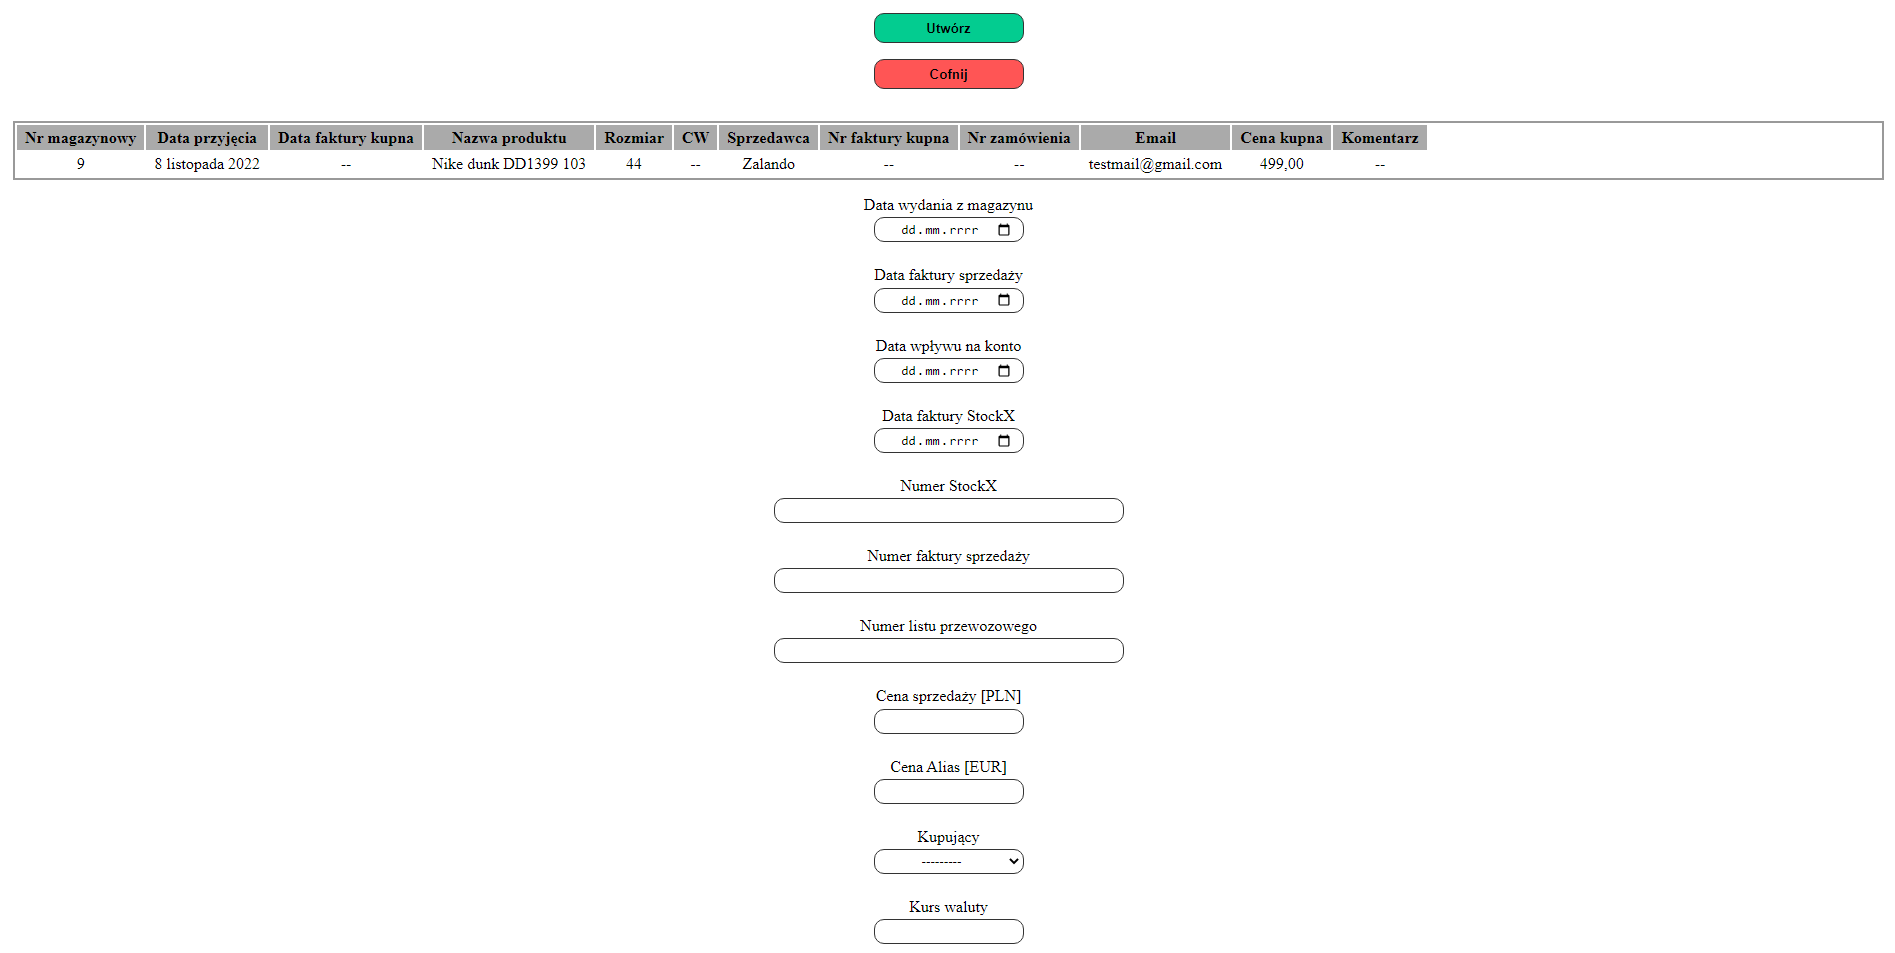 Utwórz
Cofnij
Nr magazynowy Data przyjęcia Data faktury kupna Nazwa produktu Rozmiar CW Sprzedawca Nr faktury kupna Nr zamówienia Email Cena kupna Komentarz
9 8 listopada 2022 -- Nike dunk DD1399 103 44 -- Zalando -- -- testmail@gmail.com 499,00 --
Data wydania z magazynu
dd.mm.rrrr
Data faktury sprzedaży
dd.mm.rrrr
Data wpływu na konto
dd.mm.rrrr
Data faktury StockX
dd.mm.rrrr
Numer StockX
Numer faktury sprzedaży
Numer listu przewozowego
Cena sprzedaży [PLN]
Cena Alias [EUR]
Kupujący
---------
Kurs waluty